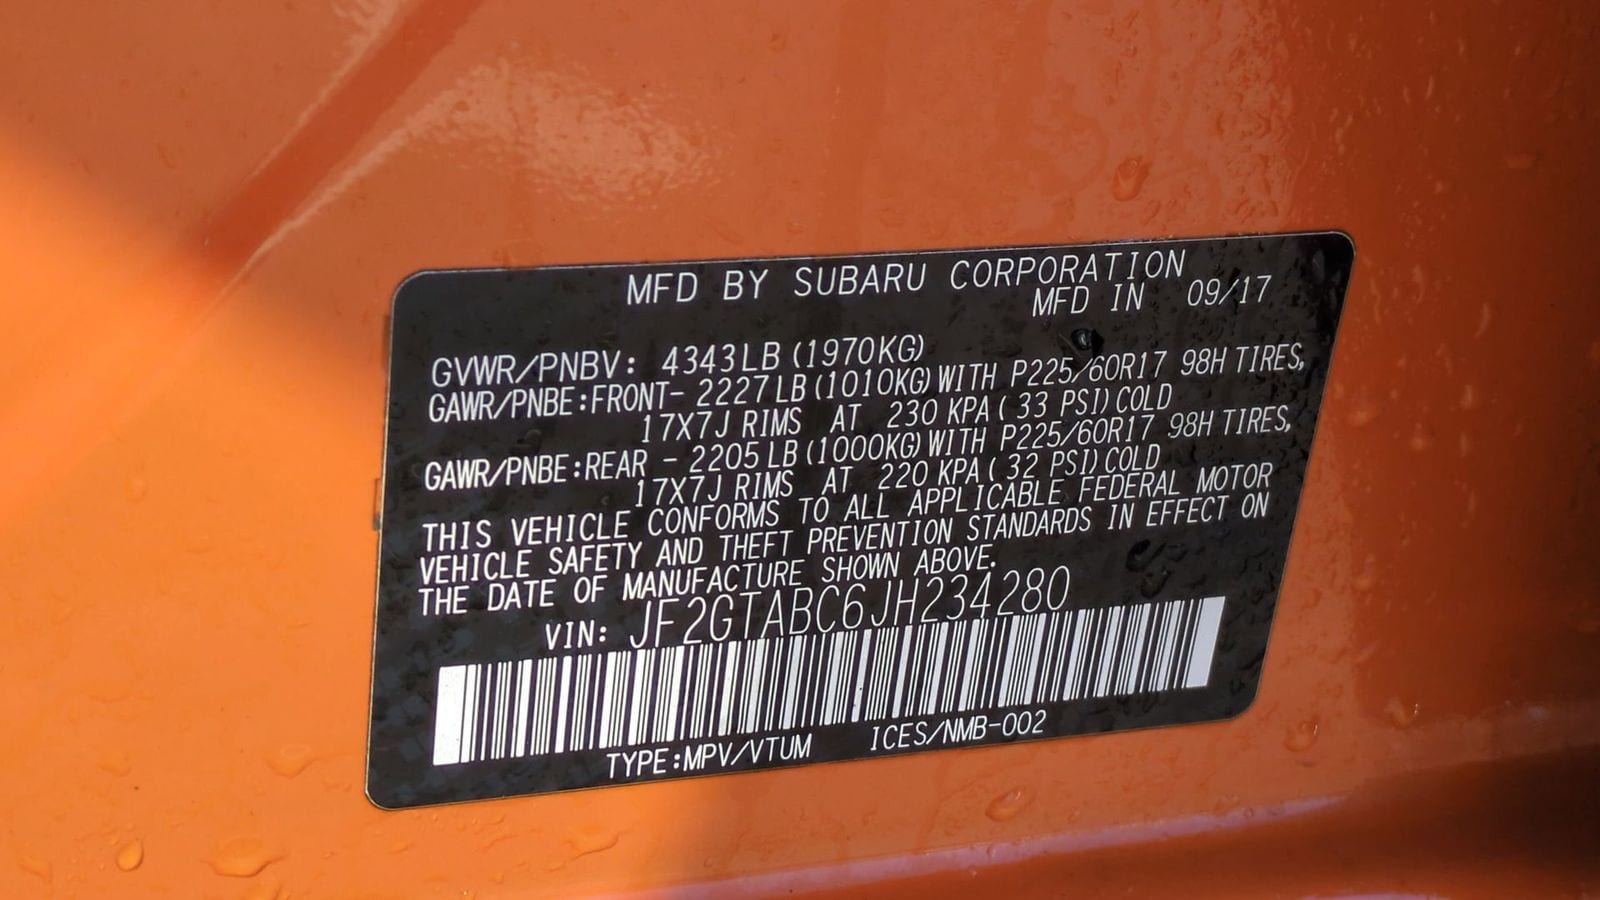 MFD BY SUBARU CORPORATION
MFD IN 09/17
GVWR/PNBV: 4343LB (1970KG)
GAWR/PNBE:FRONT- 2227LB(1010KG)WITH P225/60R17 98H TIRES,
17X7J RIMS AT 230 KPA( 33 PSI)COLD
GAWR/PNBE:REAR - 2205LB(1000KG)WITH P225/60R17 98H TIRES,
17X7J RIMS AT 220 KPA( 32 PSI)COLD
THIS VEHICLE CONFORMS TO ALL APPLICABLE FEDERAL MOTOR
VEHICLE SAFETY AND THEFT PREVENTION STANDARDS IN EFFECT ON
THE DATE OF MANUFACTURE SHOWN ABOVE.
VIN: JF2GTABC6JH234280
TYPE:MPV/VTUM ICES/NMB-002